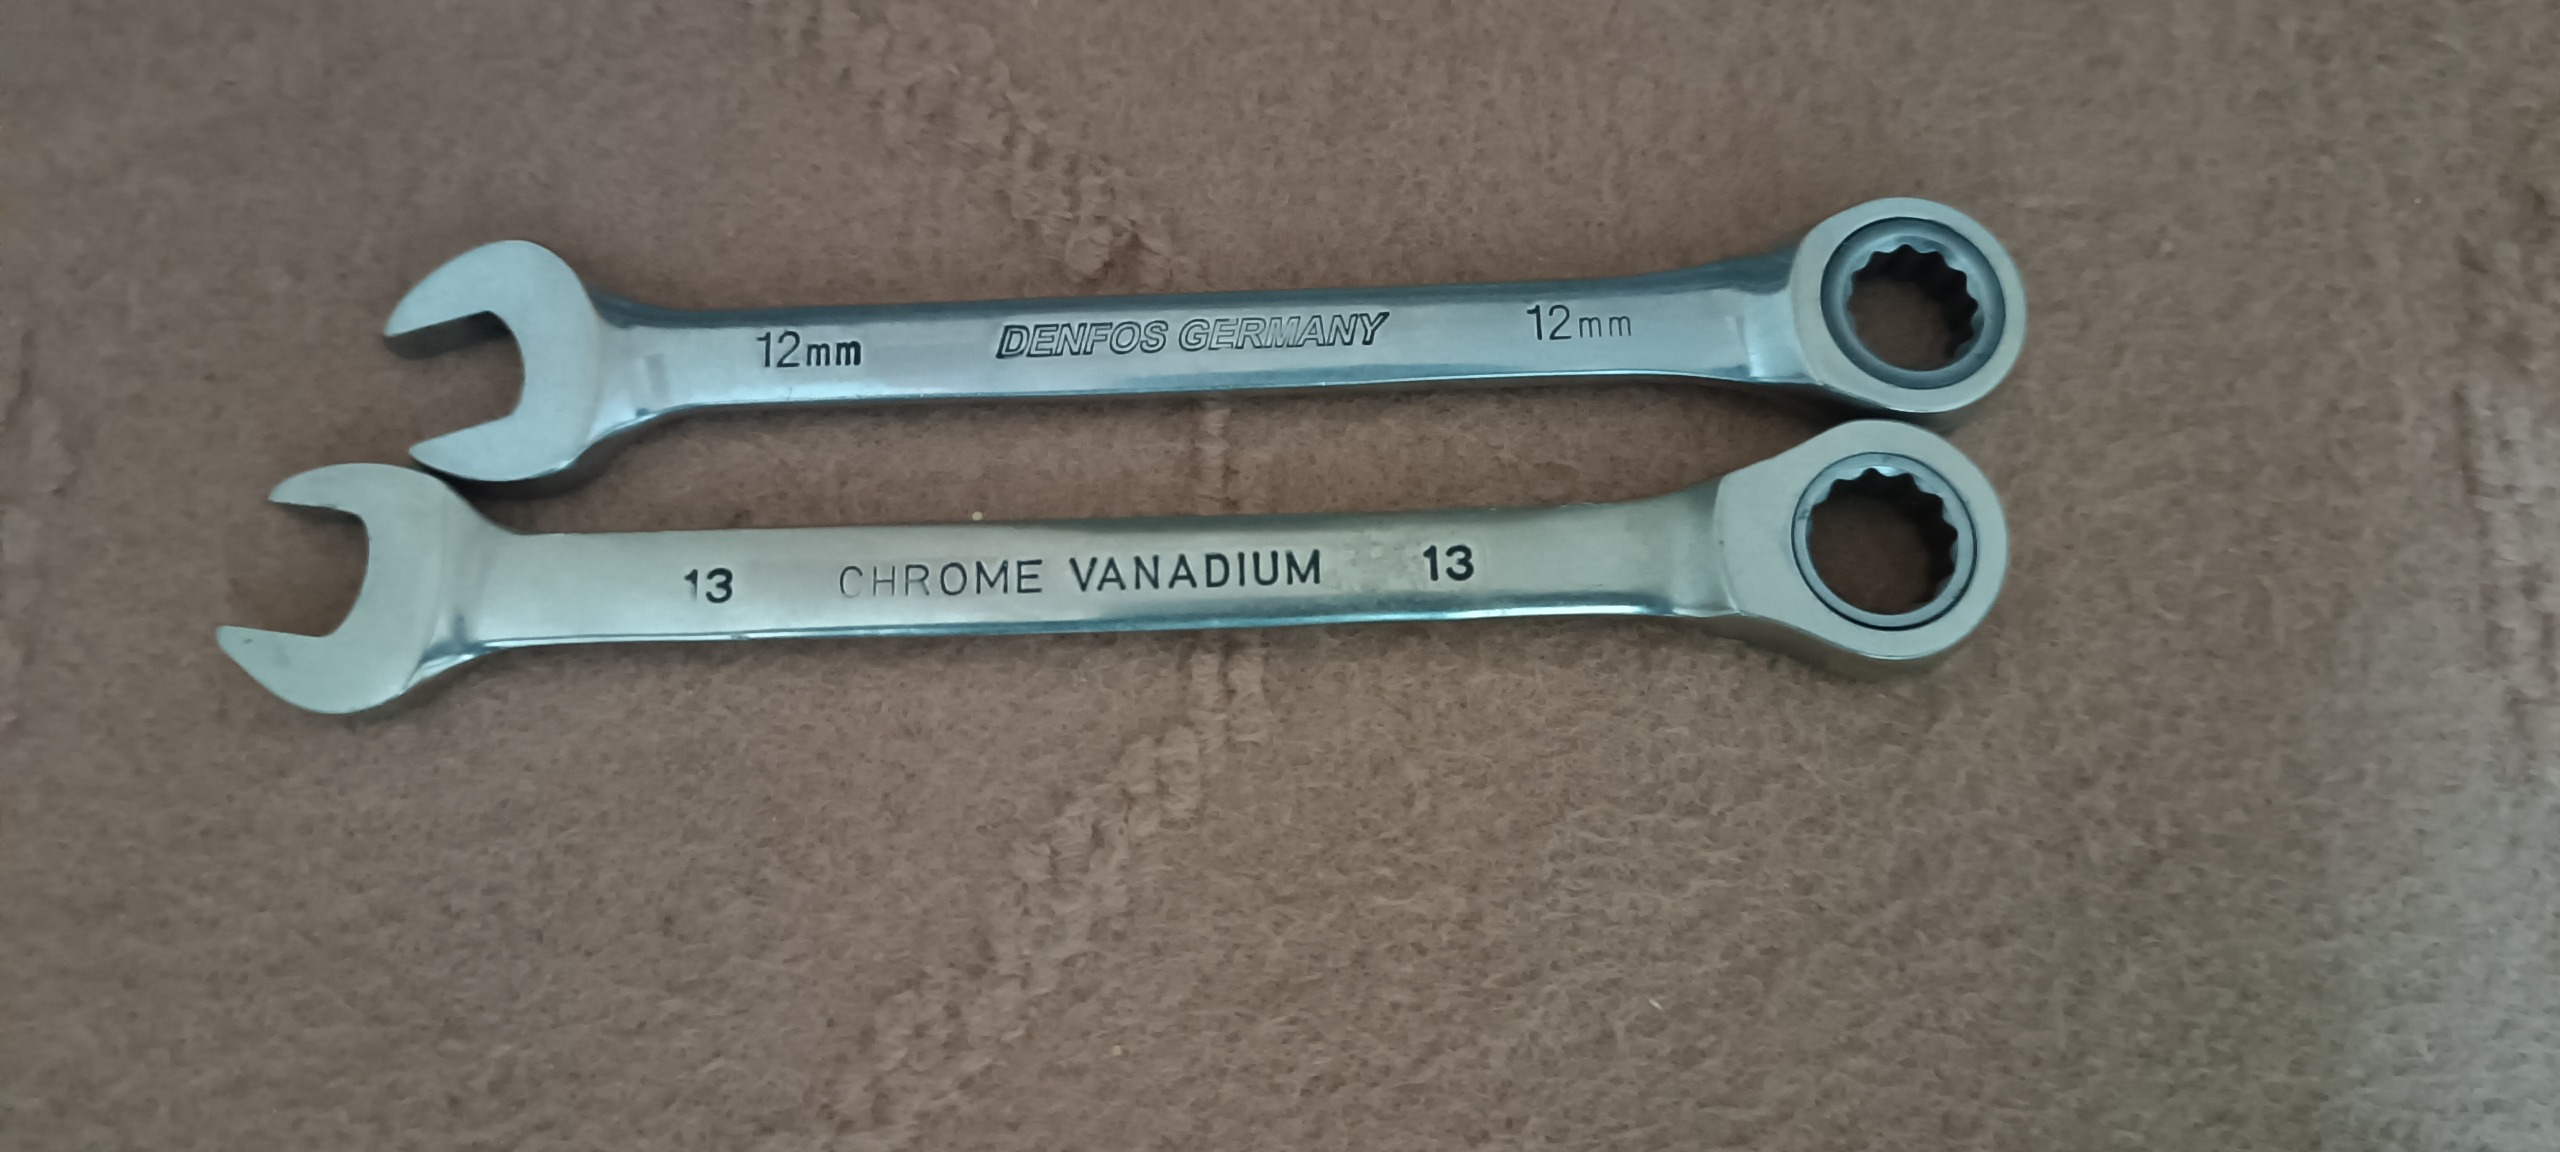 12mm DENFOS GERMANY 12mm
13 CHROME VANADIUM 13